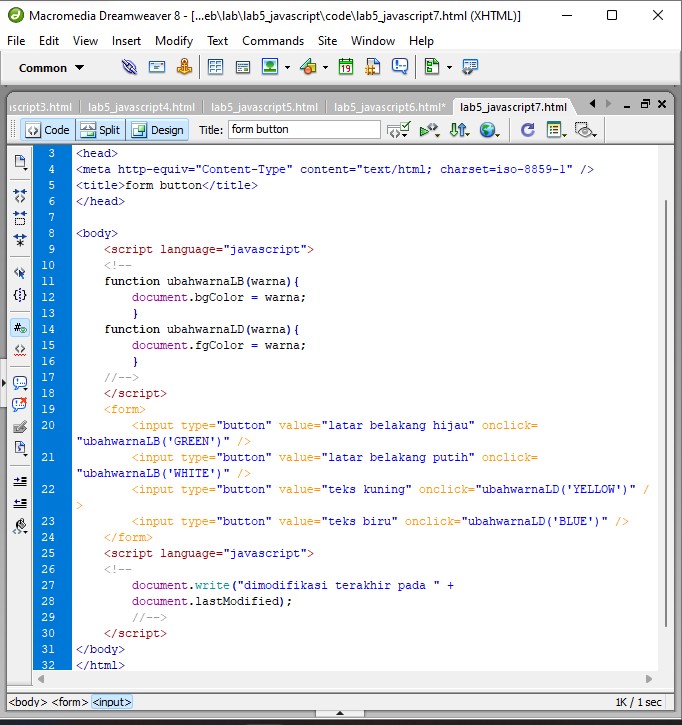 Macromedia Dreamweaver 8 - [...eb\lab\lab5_javascript\code\lab5_javascript7.html (XHTML)]
File Edit View Insert Modify Text Commands Site Window Help
Common
script3.html lab5_javascript4.html lab5_javascript5.html lab5_javascript6.html* lab5_javascript7.html
Code Split Design Title: form button
3 <head>
4 <meta http-equiv="Content-Type" content="text/html; charset=iso-8859-1" />
5 <title>form button</title>
6 </head>
7
8 <body>
9 <script language="javascript">
10 <!--
11 function ubahwarnaLB(warna){
12 document.bgColor = warna;
13 }
14 function ubahwarnaLD(warna){
15 document.fgColor = warna;
16 }
17 //-->
18 </script>
19 <form>
20 <input type="button" value="latar belakang hijau" onclick=
"ubahwarnaLB('GREEN')" />
21 <input type="button" value="latar belakang putih" onclick=
"ubahwarnaLB('WHITE')" />
22 <input type="button" value="teks kuning" onclick="ubahwarnaLD('YELLOW')" /
>
23 <input type="button" value="teks biru" onclick="ubahwarnaLD('BLUE')" />
24 </form>
25 <script language="javascript">
26 <!--
27 document.write("dimodifikasi terakhir pada " +
28 document.lastModified);
29 //-->
30 </script>
31 </body>
32 </html>
<body> <form> <input> 1K / 1 sec